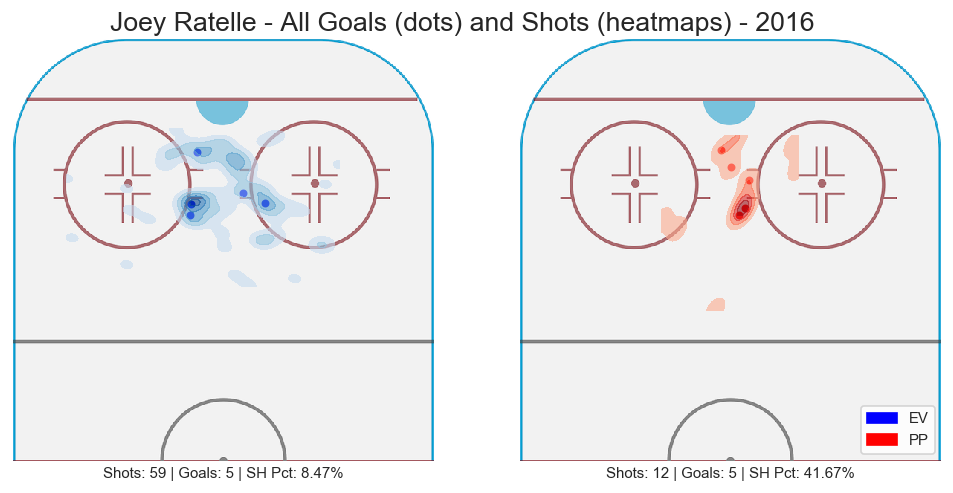 Joey Ratelle - All Goals (dots) and Shots (heatmaps) - 2016
EV
PP
Shots: 59 | Goals: 5 | SH Pct: 8.47%
Shots: 12 | Goals: 5 | SH Pct: 41.67%